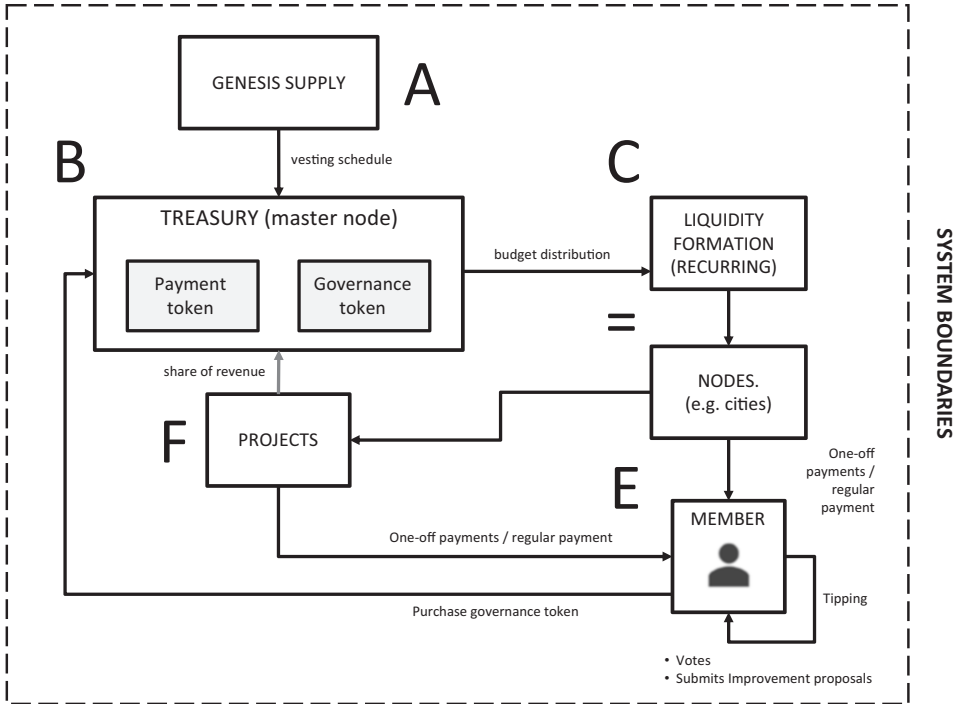 GENESIS SUPPLY
A
vesting schedule
B
C
TREASURY (master node)
Payment
token
Governance
token
budget distribution
LIQUIDITY
FORMATION
(RECURRING)
=
share of revenue
NODES.
(e.g. cities)
F
PROJECTS
One-off
payments /
regular
payment
E
MEMBER
One-off payments / regular payment
Tipping
Purchase governance token
• Votes
• Submits Improvement proposals
SYSTEM BOUNDARIES